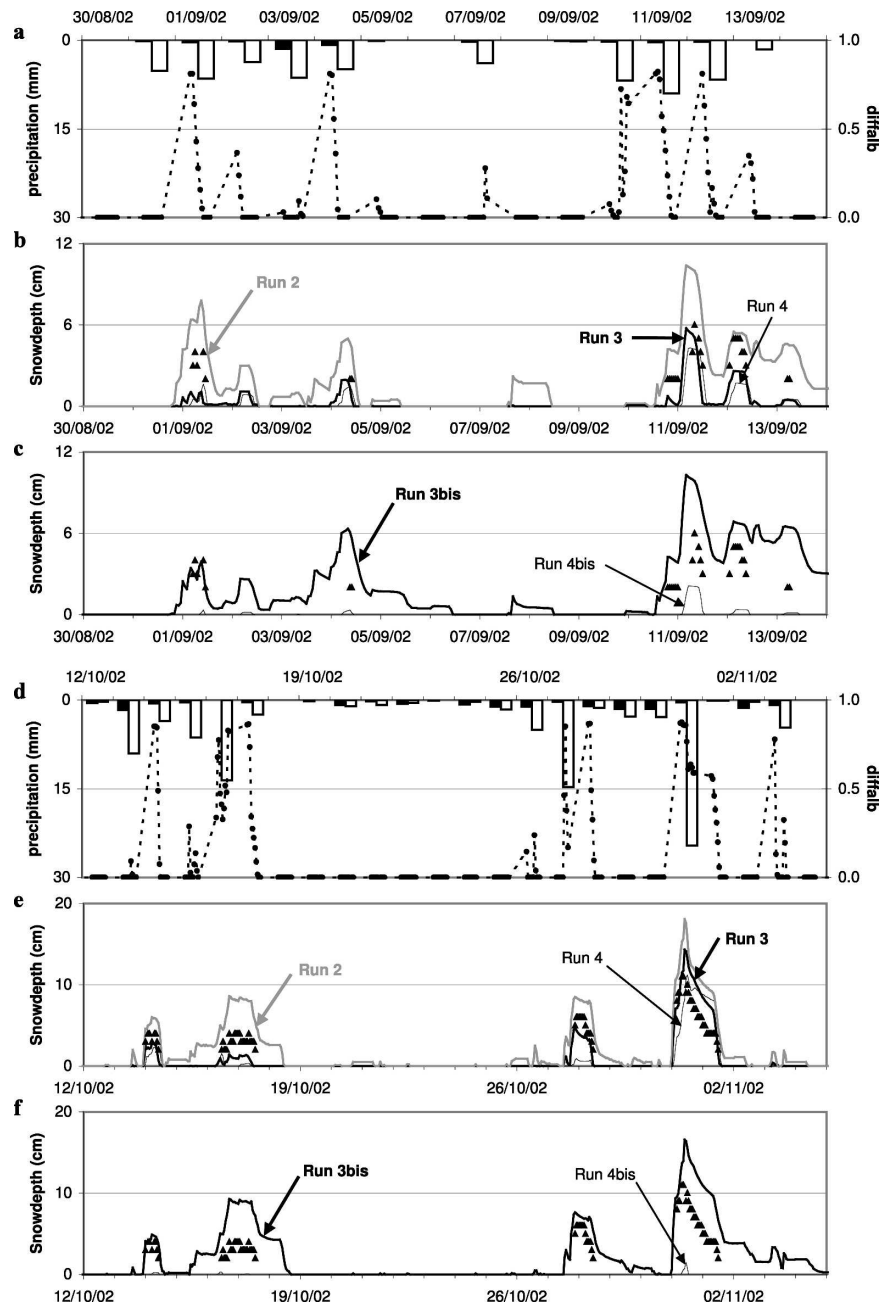 30/08/02 01/09/02 03/09/02 05/09/02 07/09/02 09/09/02 11/09/02 13/09/02
a
0 1.0
15 0.5
30 0.0
precipitation (mm)
diffalb
b
12
6
0
Snowdepth (cm)
Run 2
Run 3
Run 4
30/08/02 01/09/02 03/09/02 05/09/02 07/09/02 09/09/02 11/09/02 13/09/02
c
12
6
0
Snowdepth (cm)
Run 3bis
Run 4bis
30/08/02 01/09/02 03/09/02 05/09/02 07/09/02 09/09/02 11/09/02 13/09/02
12/10/02 19/10/02 26/10/02 02/11/02
d
0 1.0
15 0.5
30 0.0
precipitation (mm)
diffalb
e
20
10
0
Snowdepth (cm)
Run 2
Run 4
Run 3
12/10/02 19/10/02 26/10/02 02/11/02
f
20
10
0
Snowdepth (cm)
Run 3bis
Run 4bis
12/10/02 19/10/02 26/10/02 02/11/02